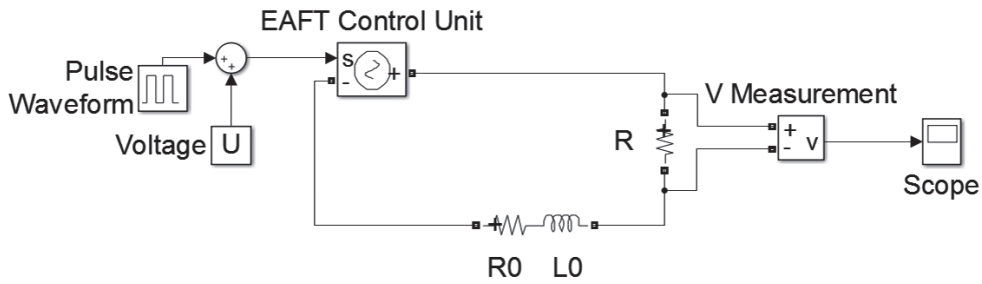 EAFT Control Unit
Pulse
Waveform
+
+
s
-
+
Voltage
U
V Measurement
+
-
v
R
+
Scope
+
R0
L0